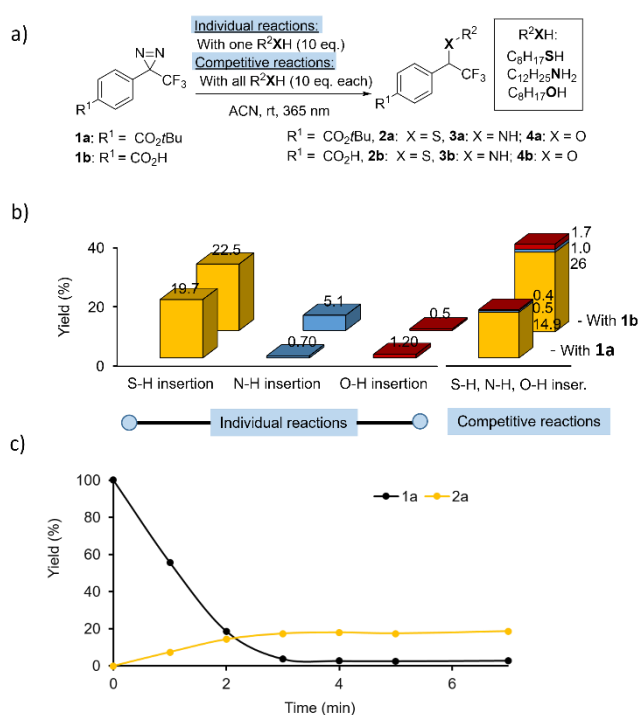 a)
Individual reactions:
With one R²XH (10 eq.)
Competitive reactions:
With all R²XH (10 eq. each)
ACN, rt, 365 nm
N=N
CF₃
R¹
1a: R¹ = CO₂tBu
1b: R¹ = CO₂H
R²
X
CF₃
R¹
R¹ = CO₂tBu, 2a: X = S, 3a: X = NH; 4a: X = O
R¹ = CO₂H, 2b: X = S, 3b: X = NH; 4b: X = O
R²XH:
C₈H₁₇SH
C₁₂H₂₅NH₂
C₈H₁₇OH
b)
Yield (%)
40
20
0
19.7
22.5
0.70
5.1
1.20
0.5
1.7
1.0
26
0.4
0.5
14.9
- With 1b
- With 1a
S-H insertion
N-H insertion
O-H insertion
S-H, N-H, O-H inser.
Individual reactions
Competitive reactions
c)
Yield (%)
100
80
60
40
20
0
1a
2a
0 2 4 6
Time (min)